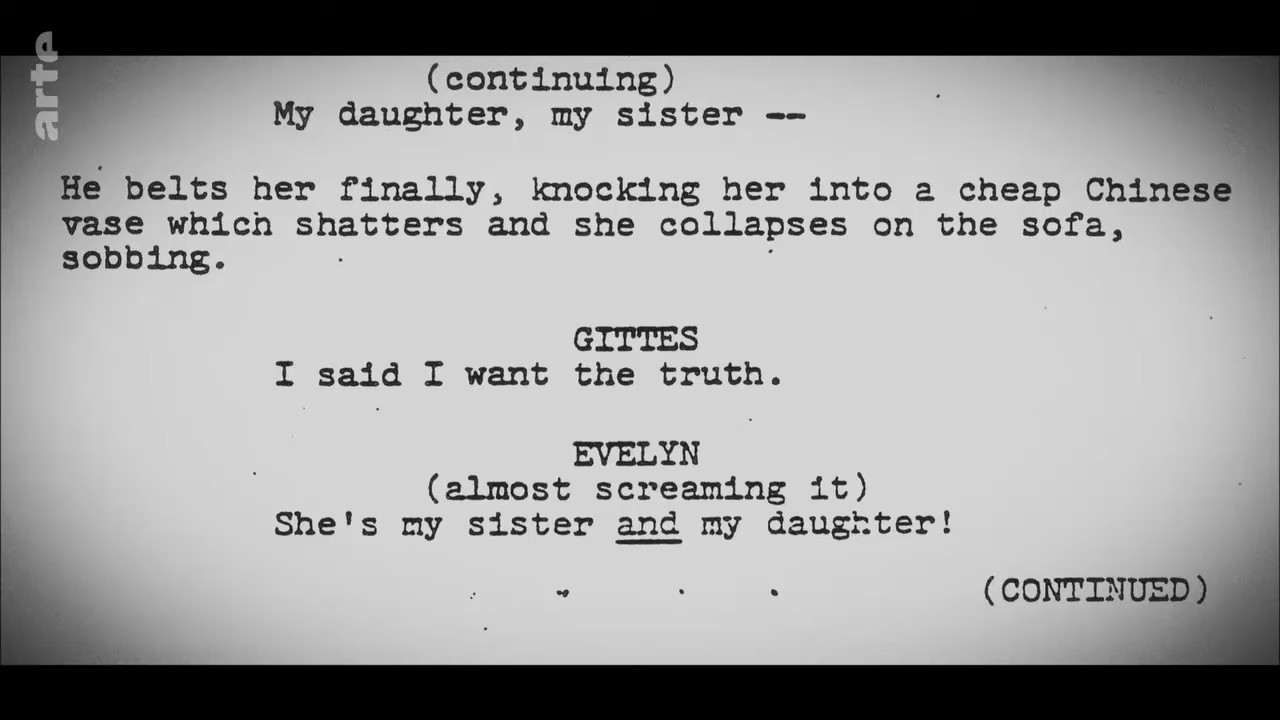 arte
(continuing)
My daughter, my sister --
He belts her finally, knocking her into a cheap Chinese
vase which shatters and she collapses on the sofa,
sobbing.
GITTES
I said I want the truth.
EVELYN
(almost screaming it)
She's my sister and my daughter!
(CONTINUED)